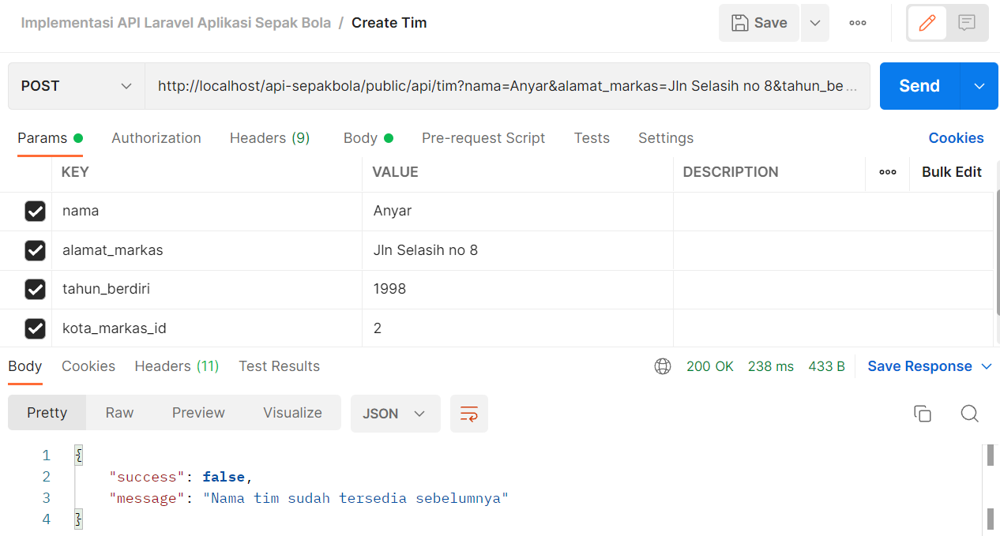 Implementasi API Laravel Aplikasi Sepak Bola / Create Tim Save
POST http://localhost/api-sepakbola/public/api/tim?nama=Anyar&alamat_markas=Jln Selasih no 8&tahun_be ... Send
Params Authorization Headers (9) Body Pre-request Script Tests Settings Cookies
KEY VALUE DESCRIPTION Bulk Edit
nama Anyar
alamat_markas Jln Selasih no 8
tahun_berdiri 1998
kota_markas_id 2
Body Cookies Headers (11) Test Results 200 OK 238 ms 433 B Save Response
Pretty Raw Preview Visualize JSON
1 {
2 "success": false,
3 "message": "Nama tim sudah tersedia sebelumnya"
4 }